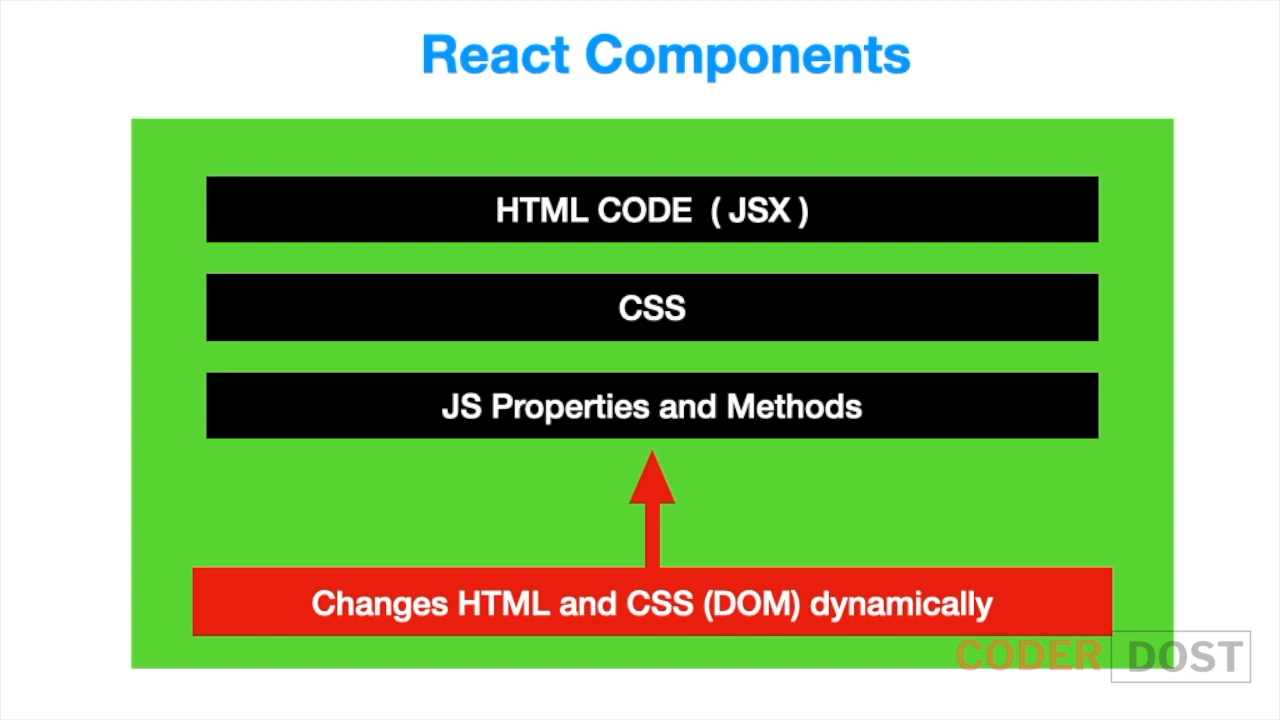 React Components
HTML CODE ( JSX )
CSS
JS Properties and Methods
Changes HTML and CSS (DOM) dynamically
CODER DOST